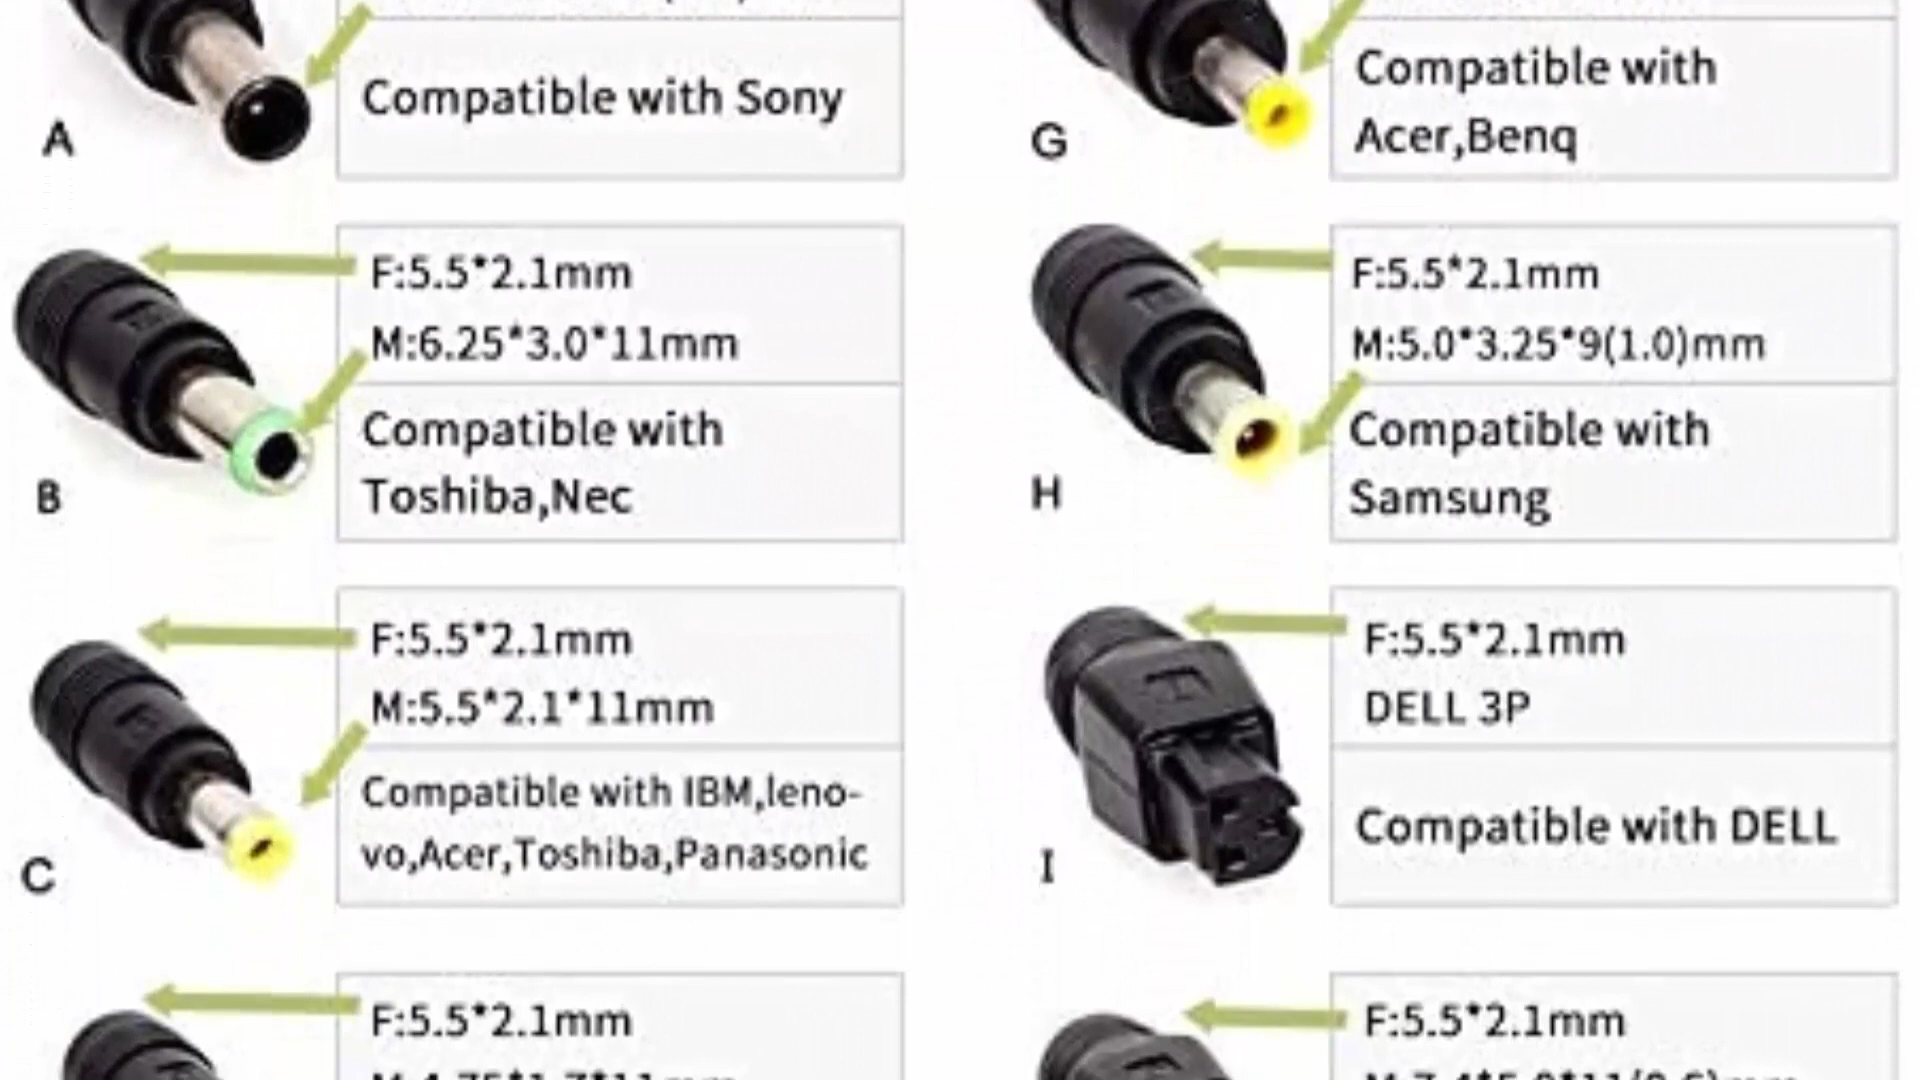 Compatible with Sony
A
F:5.5*2.1mm
M:6.25*3.0*11mm
Compatible with
Toshiba,Nec
B
F:5.5*2.1mm
M:5.5*2.1*11mm
Compatible with IBM,leno-
vo,Acer,Toshiba,Panasonic
C
F:5.5*2.1mm
Compatible with
Acer,Benq
G
F:5.5*2.1mm
M:5.0*3.25*9(1.0)mm
Compatible with
Samsung
H
F:5.5*2.1mm
DELL 3P
Compatible with DELL
I
F:5.5*2.1mm